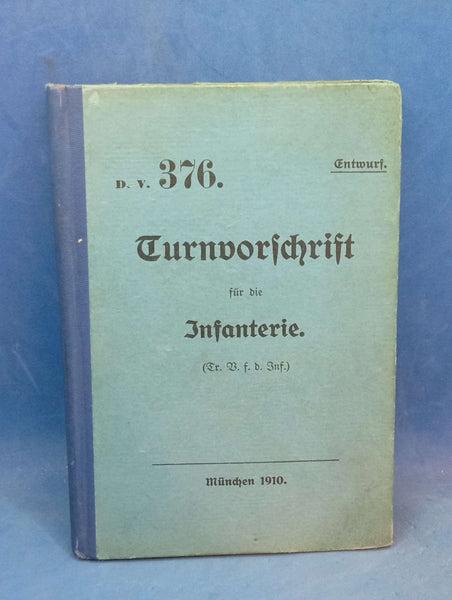 D. V. 376.
Entwurf.
Turnvorschrift
für die
Infanterie.
(Tr. V. f. d. Inf.)
München 1910.